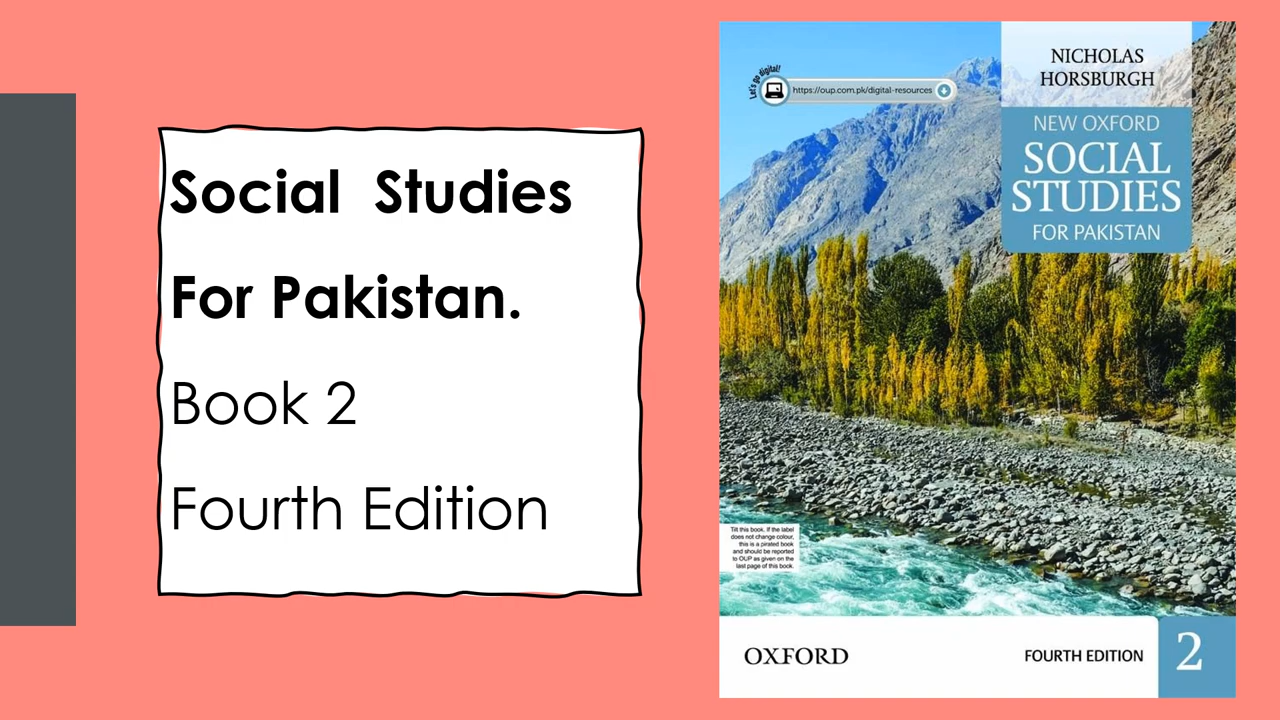 Social Studies
For Pakistan.
Book 2
Fourth Edition
Let's go digital!
https://oup.com.pk/digital-resources
NICHOLAS
HORSBURGH
NEW OXFORD
SOCIAL
STUDIES
FOR PAKISTAN
Tilt this book. If the label
does not change colour,
this is a pirated book
and should be reported
to OUP as given on the
last page of this book.
OXFORD
FOURTH EDITION
2